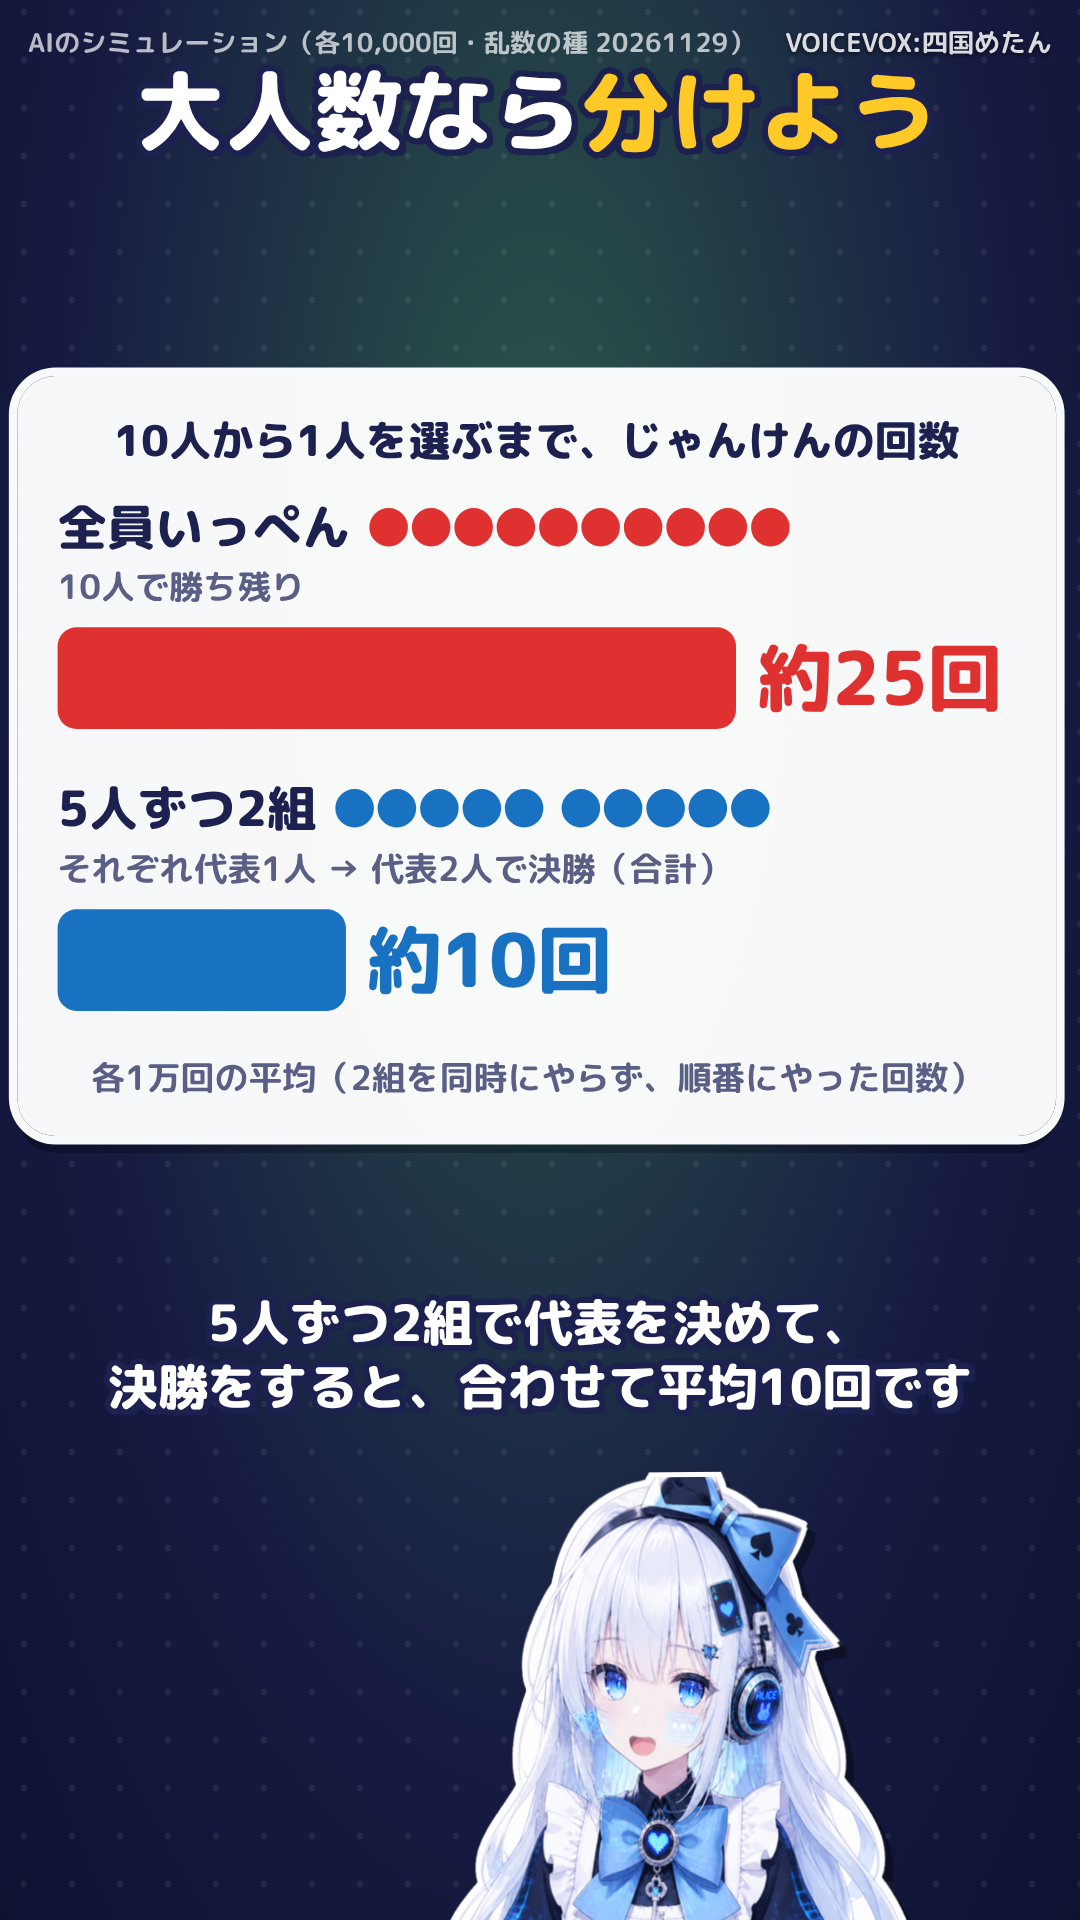 AIのシミュレーション（各10,000回・乱数の種 20261129）
VOICEVOX:四国めたん
大人数なら分けよう
10人から1人を選ぶまで、じゃんけんの回数
全員いっぺん
10人で勝ち残り
約25回
5人ずつ2組
それぞれ代表1人 → 代表2人で決勝（合計）
約10回
各1万回の平均（2組を同時にやらず、順番にやった回数）
5人ずつ2組で代表を決めて、
決勝をすると、合わせて平均10回です
ALICE